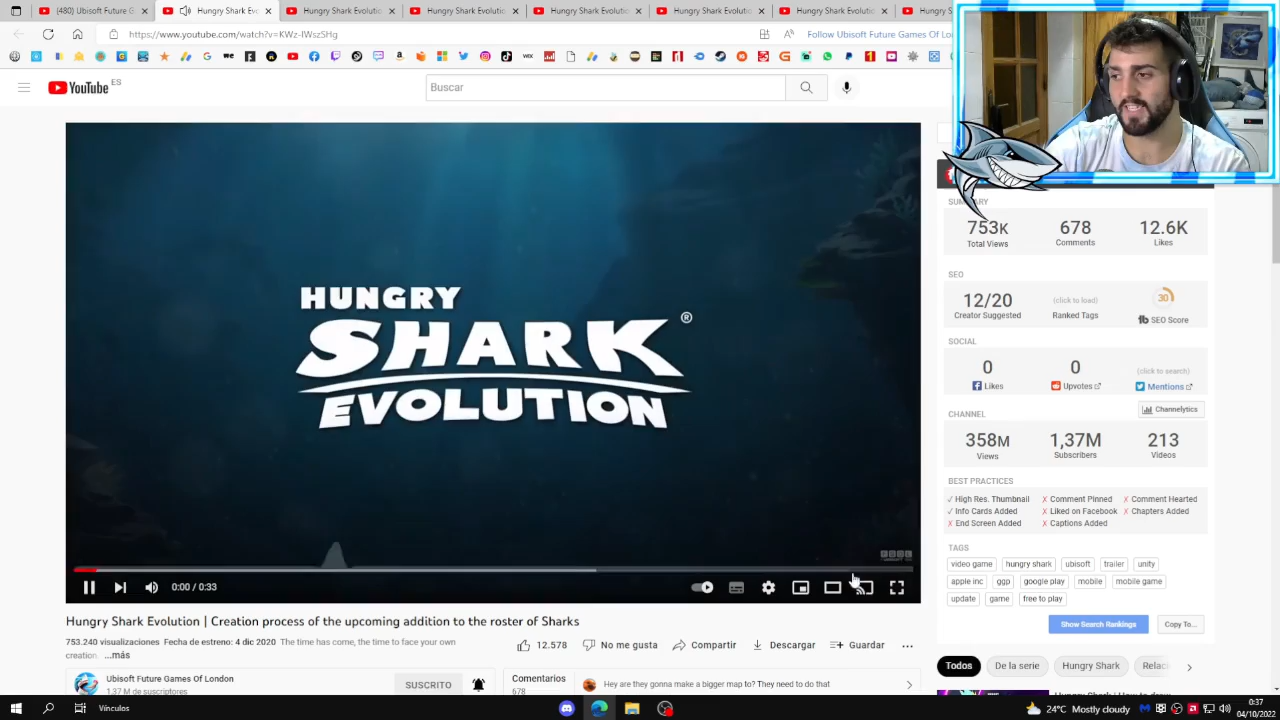 (480) Ubisoft Future G
Hungry Shark Ev
Hungry Shark Evolution
Hungry Shark Evolution
Hungry Shark Evolution
Hungry Shark Evolution
Hungry Shark Evolution
https://www.youtube.com/watch?v=KWz-IWszSHg
Follow Ubisoft Future Games Of Lon
YouTube ES
Buscar
HUNGRY
SHARK ®
EVOLUTION
0:00 / 0:33
Hungry Shark Evolution | Creation process of the upcoming addition to the roster of Sharks
753.240 visualizaciones Fecha de estreno: 4 dic 2020 The time has come, the time to face your own
creation. ...más
12.578
No me gusta
Compartir
Descargar
Guardar
Ubisoft Future Games Of London
1,37 M de suscriptores
SUSCRITO
Comentarios
678
Hey are they gonna make a bigger map to? They need to do that
SUMMARY
753K
Total Views
678
Comments
12.6K
Likes
SEO
12/20
Creator Suggested
(click to load)
Ranked Tags
30
tb SEO Score
SOCIAL
0
Likes
0
Upvotes
(click to search)
Mentions
Channelytics
CHANNEL
358M
Views
1,37M
Subscribers
213
Videos
BEST PRACTICES
√ High Res. Thumbnail
X Comment Pinned
X Comment Hearted
√ Info Cards Added
X Liked on Facebook
X Chapters Added
X End Screen Added
X Captions Added
TAGS
video game
hungry shark
ubisoft
trailer
unity
apple inc
ggp
google play
mobile
mobile game
update
game
free to play
Show Search Rankings
Copy To...
Todos
De la serie
Hungry Shark
Relac
Vínculos
24°C Mostly cloudy
0:37
04/10/2022